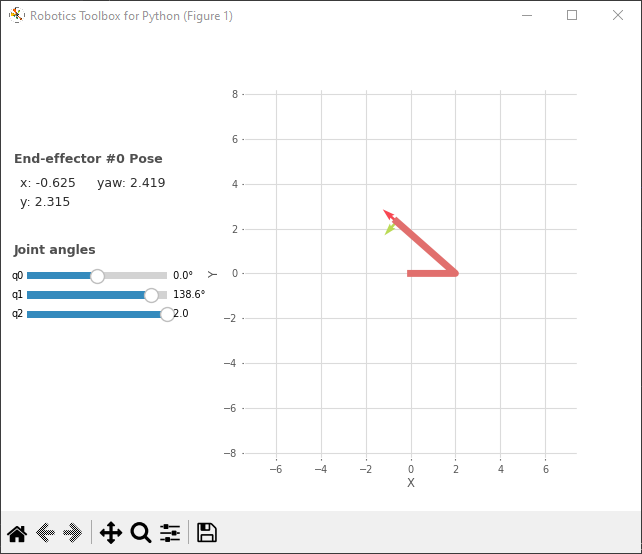 Robotics Toolbox for Python (Figure 1)
End-effector #0 Pose
x: -0.625 yaw: 2.419
y: 2.315
Joint angles
q0 0.0°
q1 138.6°
q2 2.0
8
6
4
2
0
−2
−4
−6
−8
Y
−6 −4 −2 0 2 4 6
X